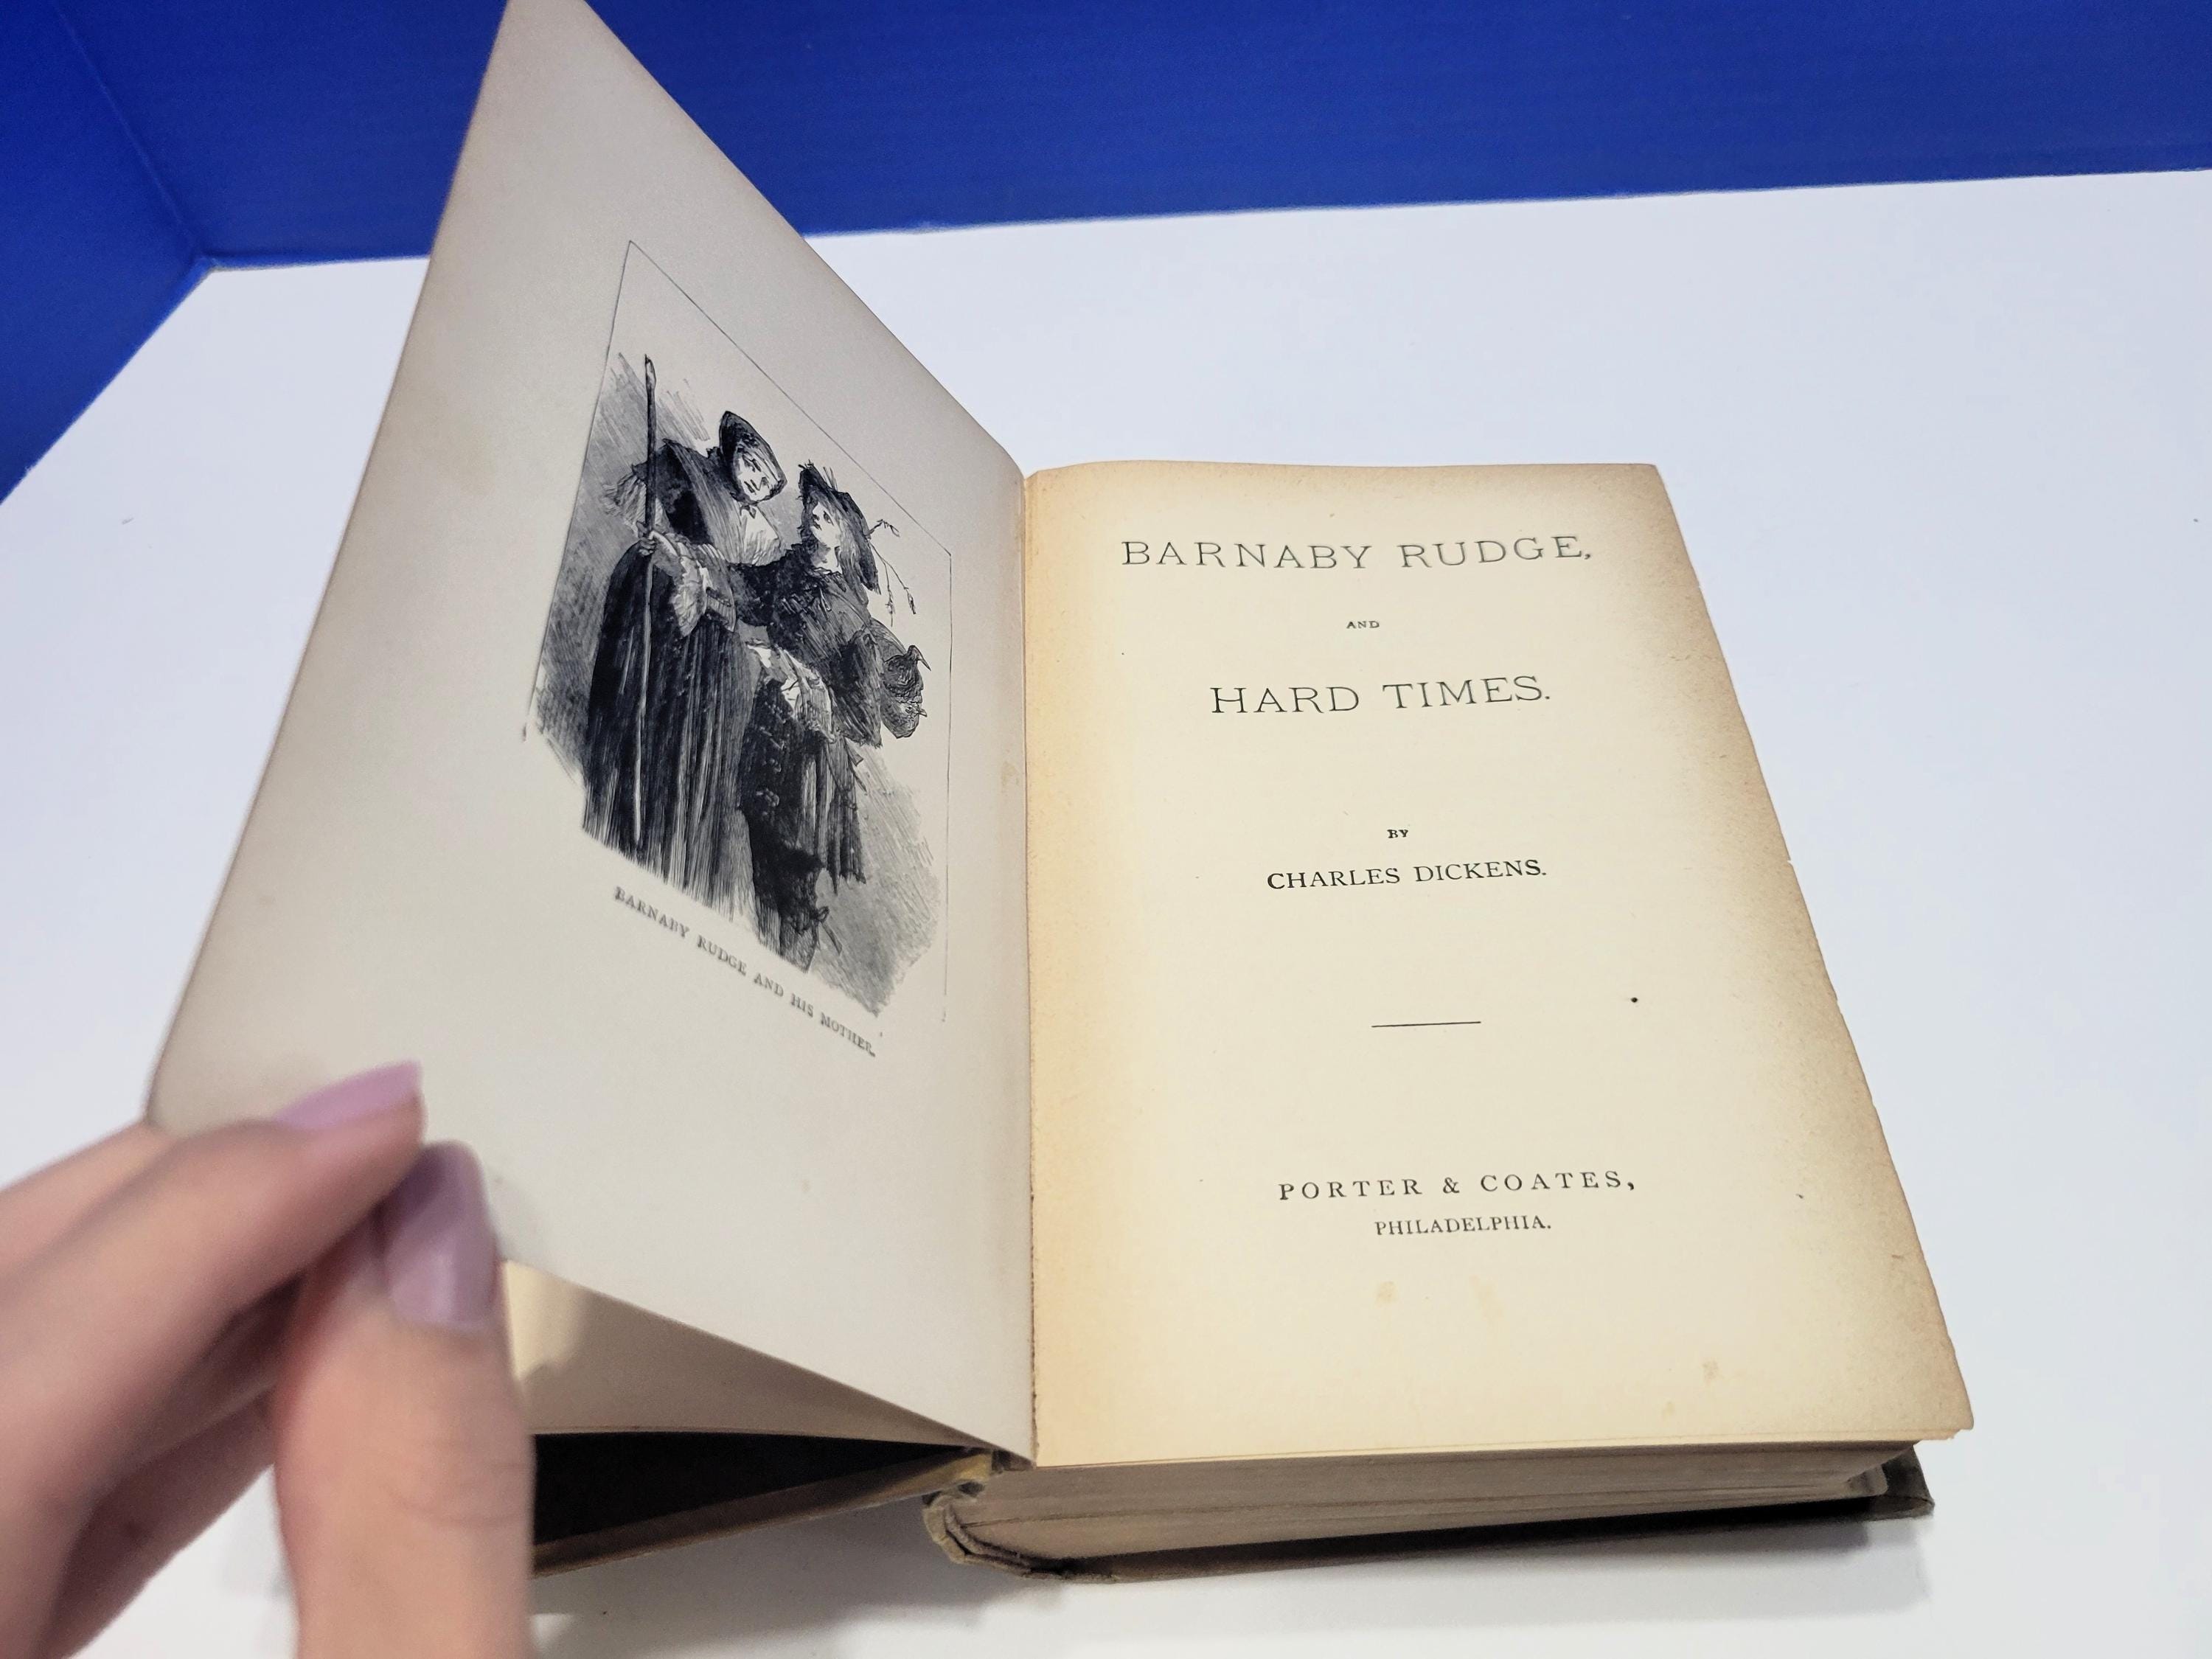 BARNABY RUDGE AND HIS MOTHER.
BARNABY RUDGE,
AND
HARD TIMES.
BY
CHARLES DICKENS.
PORTER & COATES,
PHILADELPHIA.